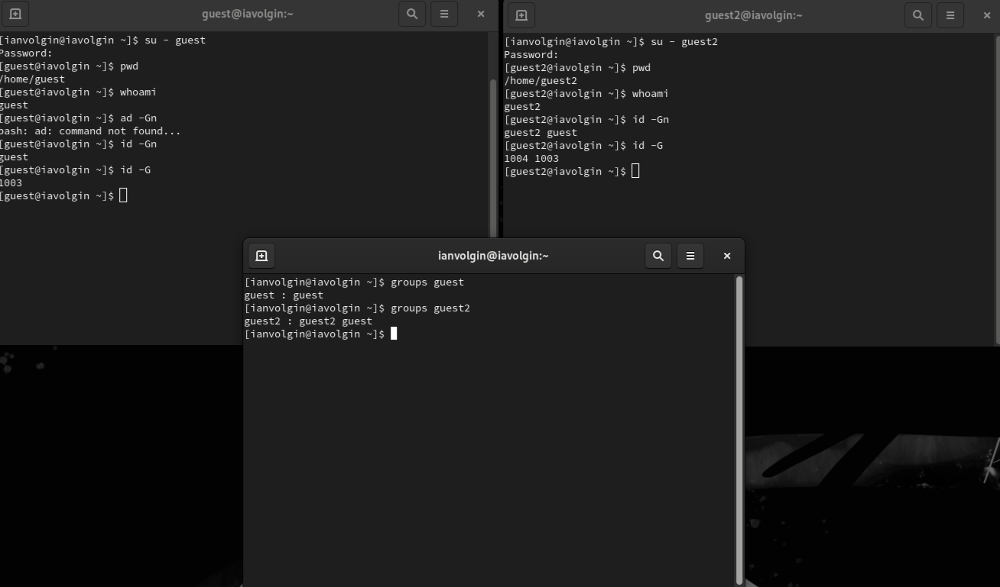 guest@iavolgin:~
[ianvolgin@iavolgin ~]$ su - guest
Password:
[guest@iavolgin ~]$ pwd
/home/guest
[guest@iavolgin ~]$ whoami
guest
[guest@iavolgin ~]$ ad -Gn
bash: ad: command not found...
[guest@iavolgin ~]$ id -Gn
guest
[guest@iavolgin ~]$ id -G
1003
[guest@iavolgin ~]$
guest2@iavolgin:~
[ianvolgin@iavolgin ~]$ su - guest2
Password:
[guest2@iavolgin ~]$ pwd
/home/guest2
[guest2@iavolgin ~]$ whoami
guest2
[guest2@iavolgin ~]$ id -Gn
guest2 guest
[guest2@iavolgin ~]$ id -G
1004 1003
[guest2@iavolgin ~]$
ianvolgin@iavolgin:~
[ianvolgin@iavolgin ~]$ groups guest
guest : guest
[ianvolgin@iavolgin ~]$ groups guest2
guest2 : guest2 guest
[ianvolgin@iavolgin ~]$